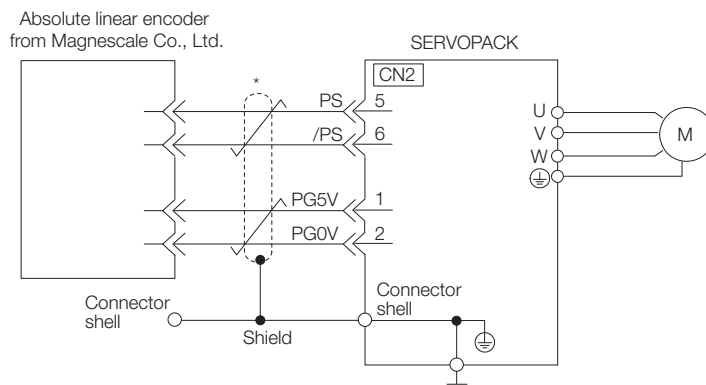 Absolute linear encoder
from Magnescale Co., Ltd.
SERVOPACK
CN2
*
PS
5
/PS
6
PG5V
1
PG0V
2
U
V
W
M
Connector
shell
Shield
Connector
shell